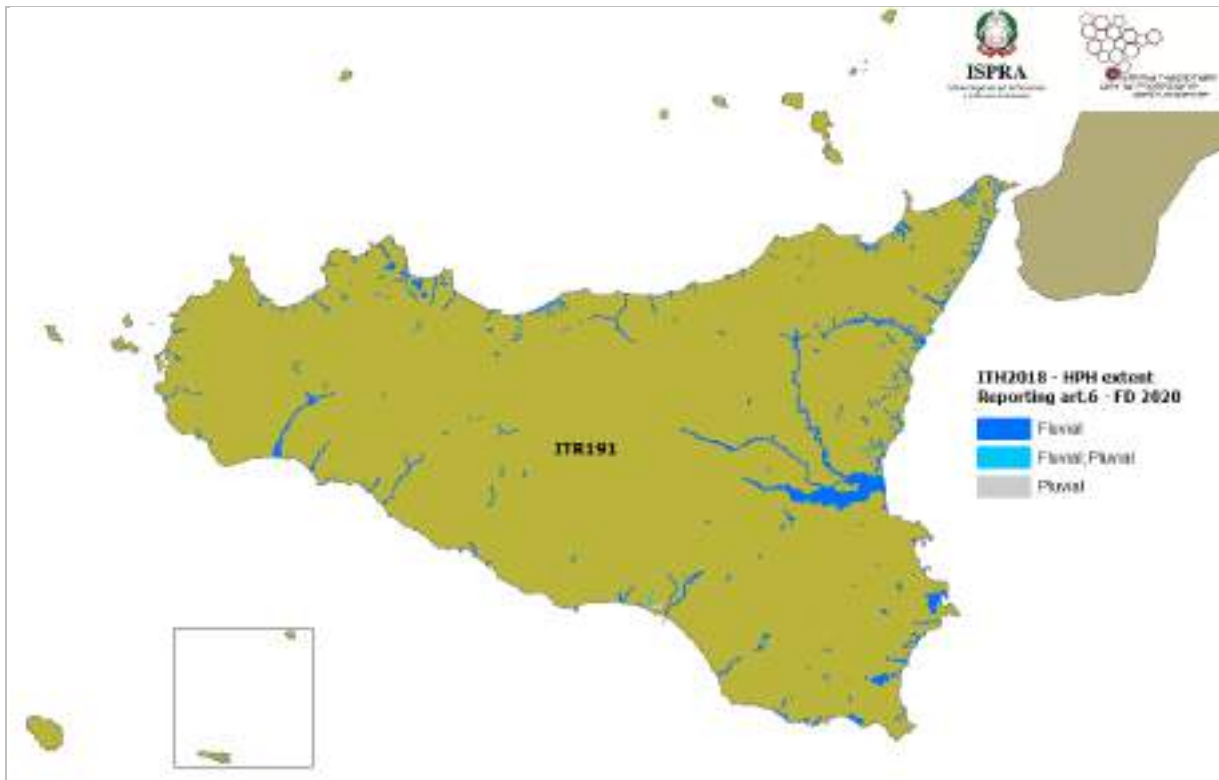 ISPRA
ITH2018 - HPH extent
Reporting art.6 - FD 2020
Fluvial
Fluvial;Pluvial
Pluvial
ITR191